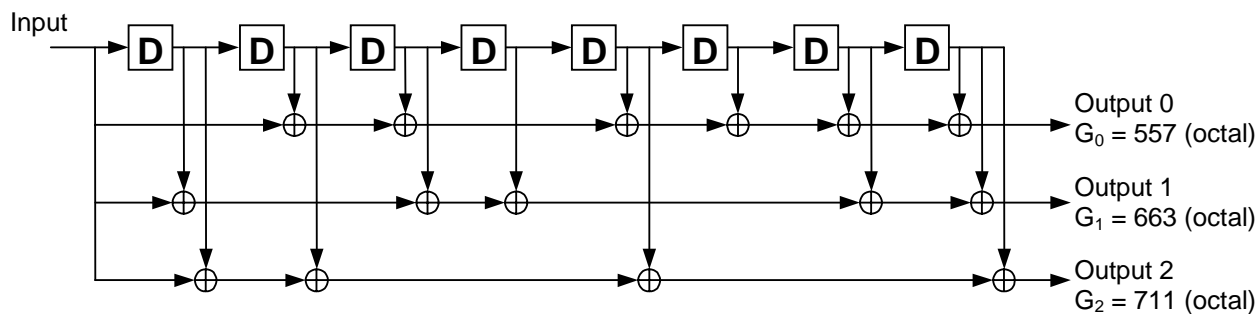 Input
D D D D D D D D
Output 0
G₀ = 557 (octal)
Output 1
G₁ = 663 (octal)
Output 2
G₂ = 711 (octal)